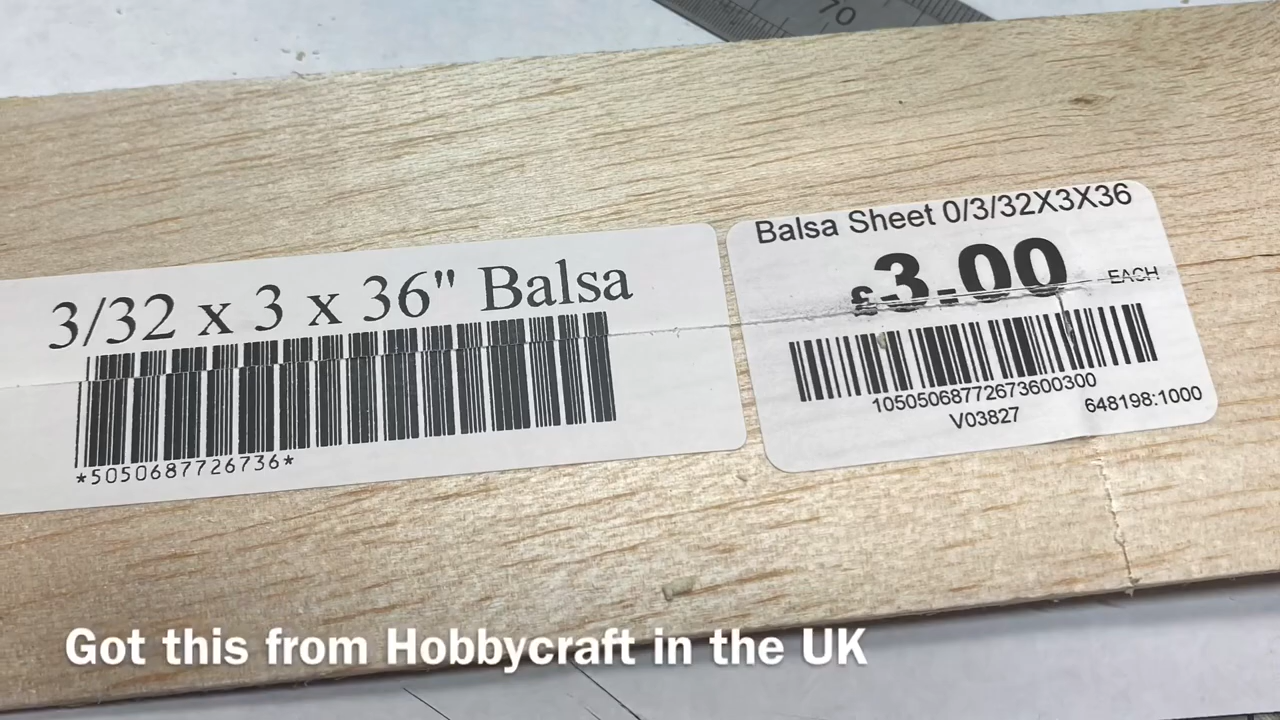 70
3/32 x 3 x 36" Balsa
*5050687726736*
Balsa Sheet 0/3/32X3X36
£3.00 EACH
10505068772673600300
V03827 648198:1000
Got this from Hobbycraft in the UK